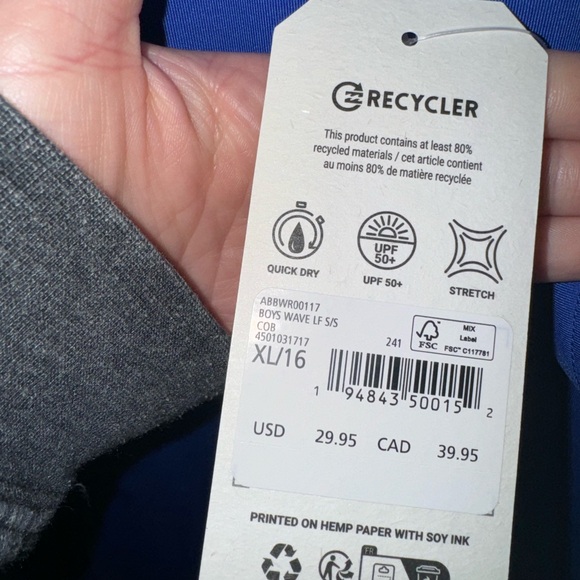 RECYCLER
This product contains at least 80%
recycled materials / cet article contient
au moins 80% de matière recyclée
UPF
50+
QUICK DRY
UPF 50+
STRETCH
ABBWR00117
BOYS WAVE LF S/S
COB
4501031717
241
XL/16
FSC
MIX
Label
FSC™ C117781
1 94843 50015 2
USD 29.95 CAD 39.95
PRINTED ON HEMP PAPER WITH SOY INK
FR